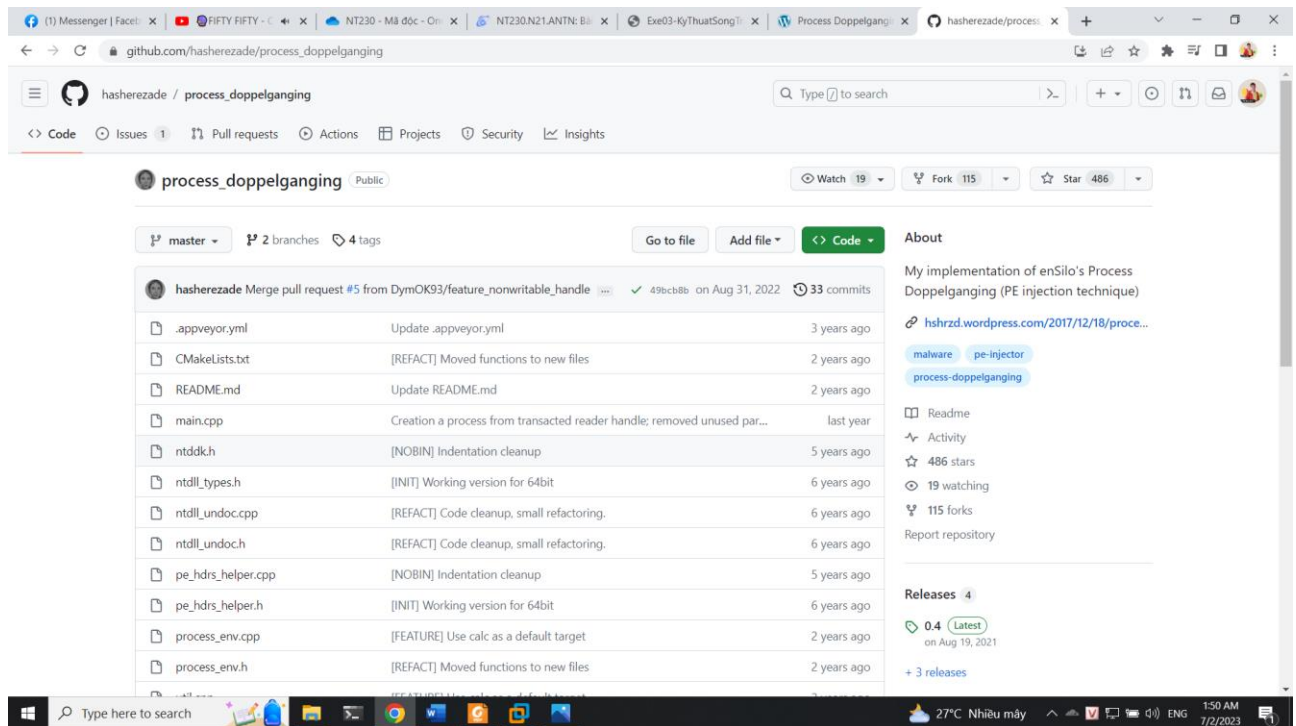 (1) Messenger | Faceb
FIFTY FIFTY - C
NT230 - Mã độc - On
NT230.N21.ANTN: Bà
Exe03-KyThuatSongTr
Process Doppelgangi
hasherezade/process_
github.com/hasherezade/process_doppelganging
hasherezade / process_doppelganging
Type / to search
<> Code
Issues 1
Pull requests
Actions
Projects
Security
Insights
process_doppelganging Public
Watch 19
Fork 115
Star 486
master
2 branches
4 tags
Go to file
Add file
<> Code
hasherezade Merge pull request #5 from DymOK93/feature_nonwritable_handle ... 49bcb8b on Aug 31, 2022 33 commits
.appveyor.yml Update .appveyor.yml 3 years ago
CMakeLists.txt [REFACT] Moved functions to new files 2 years ago
README.md Update README.md 2 years ago
main.cpp Creation a process from transacted reader handle; removed unused par... last year
ntddk.h [NOBIN] Indentation cleanup 5 years ago
ntdll_types.h [INIT] Working version for 64bit 6 years ago
ntdll_undoc.cpp [REFACT] Code cleanup, small refactoring. 6 years ago
ntdll_undoc.h [REFACT] Code cleanup, small refactoring. 6 years ago
pe_hdrs_helper.cpp [NOBIN] Indentation cleanup 5 years ago
pe_hdrs_helper.h [INIT] Working version for 64bit 6 years ago
process_env.cpp [FEATURE] Use calc as a default target 2 years ago
process_env.h [REFACT] Moved functions to new files 2 years ago
About
My implementation of enSilo's Process
Doppelganging (PE injection technique)
hshrzd.wordpress.com/2017/12/18/proce...
malware pe-injector
process-doppelganging
Readme
Activity
486 stars
19 watching
115 forks
Report repository
Releases 4
0.4 Latest
on Aug 19, 2021
+ 3 releases
Type here to search
27°C Nhiều mây
ENG
1:50 AM
7/2/2023